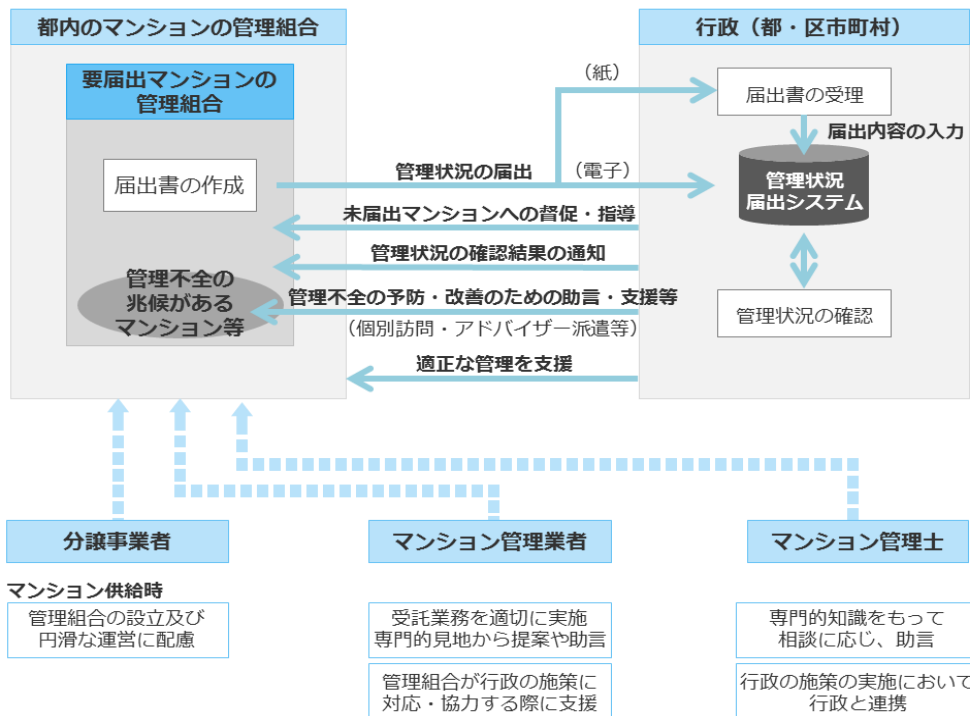 都内のマンションの管理組合
行政（都・区市町村）
要届出マンションの
管理組合
（紙）
届出書の受理
届出内容の入力
届出書の作成
管理状況の届出
（電子）
管理状況
届出システム
未届出マンションへの督促・指導
管理状況の確認結果の通知
管理不全の
兆候がある
マンション等
管理不全の予防・改善のための助言・支援等
（個別訪問・アドバイザー派遣等）
管理状況の確認
適正な管理を支援
分譲事業者
マンション供給時
管理組合の設立及び
円滑な運営に配慮
マンション管理業者
受託業務を適切に実施
専門的見地から提案や助言
管理組合が行政の施策に
対応・協力する際に支援
マンション管理士
専門的知識をもって
相談に応じ、助言
行政の施策の実施において
行政と連携